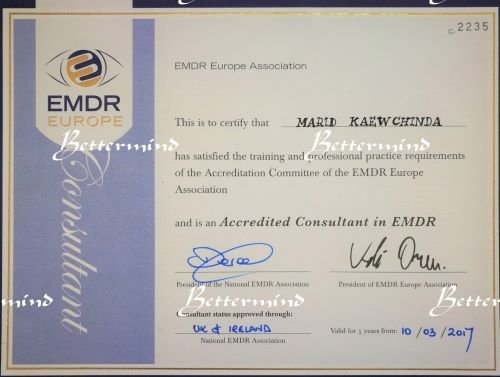 c2235
EMDR Europe Association
EMDR
EUROPE
Consultant
This is to certify that MARID KAEWCHINDA
has satisfied the training and professional practice requirements
of the Accreditation Committee of the EMDR Europe
Association
and is an Accredited Consultant in EMDR
President of the National EMDR Association
President of EMDR Europe Association
Consultant status approved through:
UK & IRELAND
National EMDR Association
Valid for 5 years from: 10/03/2017
Bettermind
Bettermind
Bettermind
Bettermind